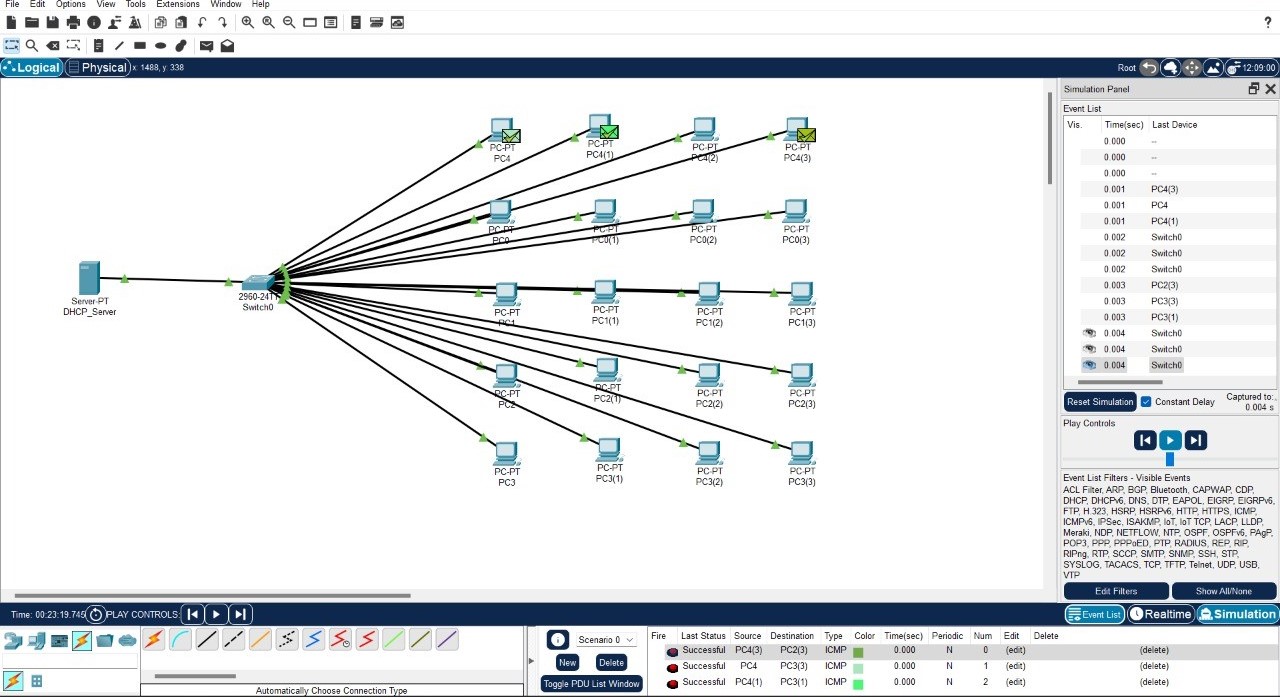 File Edit Options View Tools Extensions Window Help
?
Logical Physical x: 1488, y: 338 Root 12:09:00
Simulation Panel
Event List
Vis. Time(sec) Last Device
0.000 --
0.000 --
0.000 --
0.001 PC4(3)
0.001 PC4
0.001 PC4(1)
0.002 Switch0
0.002 Switch0
0.002 Switch0
0.003 PC2(3)
0.003 PC3(3)
0.003 PC3(1)
0.004 Switch0
0.004 Switch0
0.004 Switch0
Reset Simulation Constant Delay Captured to:
0.004 s
Play Controls
Event List Filters - Visible Events
ACL Filter, ARP, BGP, Bluetooth, CAPWAP, CDP,
DHCP, DHCPv6, DNS, DTP, EAPOL, EIGRP, EIGRPv6,
FTP, H.323, HSRP, HSRPv6, HTTP, HTTPS, ICMP,
ICMPv6, IPSec, ISAKMP, IoT, IoT TCP, LACP, LLDP,
Meraki, NDP, NETFLOW, NTP, OSPF, OSPFv6, PAgP,
POP3, PPP, PPPoED, PTP, RADIUS, REP, RIP,
RIPng, RTP, SCCP, SMTP, SNMP, SSH, STP,
SYSLOG, TACACS, TCP, TFTP, Telnet, UDP, USB,
VTP
Edit Filters Show All/None
PC-PT PC-PT PC-PT PC-PT
PC4 PC4(1) PC4(2) PC4(3)
PC-PT PC-PT PC-PT PC-PT
PC0 PC0(1) PC0(2) PC0(3)
Server-PT
DHCP_Server
2960-24TT
Switch0
PC-PT PC-PT PC-PT PC-PT
PC1 PC1(1) PC1(2) PC1(3)
PC-PT PC-PT PC-PT PC-PT
PC2 PC2(1) PC2(2) PC2(3)
PC-PT PC-PT PC-PT PC-PT
PC3 PC3(1) PC3(2) PC3(3)
Time: 00:23:19.745 PLAY CONTROLS: Event List Realtime Simulation
Automatically Choose Connection Type
Scenario 0
New Delete
Toggle PDU List Window
Fire Last Status Source Destination Type Color Time(sec) Periodic Num Edit Delete
Successful PC4(3) PC2(3) ICMP 0.000 N 0 (edit) (delete)
Successful PC4 PC3(3) ICMP 0.000 N 1 (edit) (delete)
Successful PC4(1) PC3(1) ICMP 0.000 N 2 (edit) (delete)